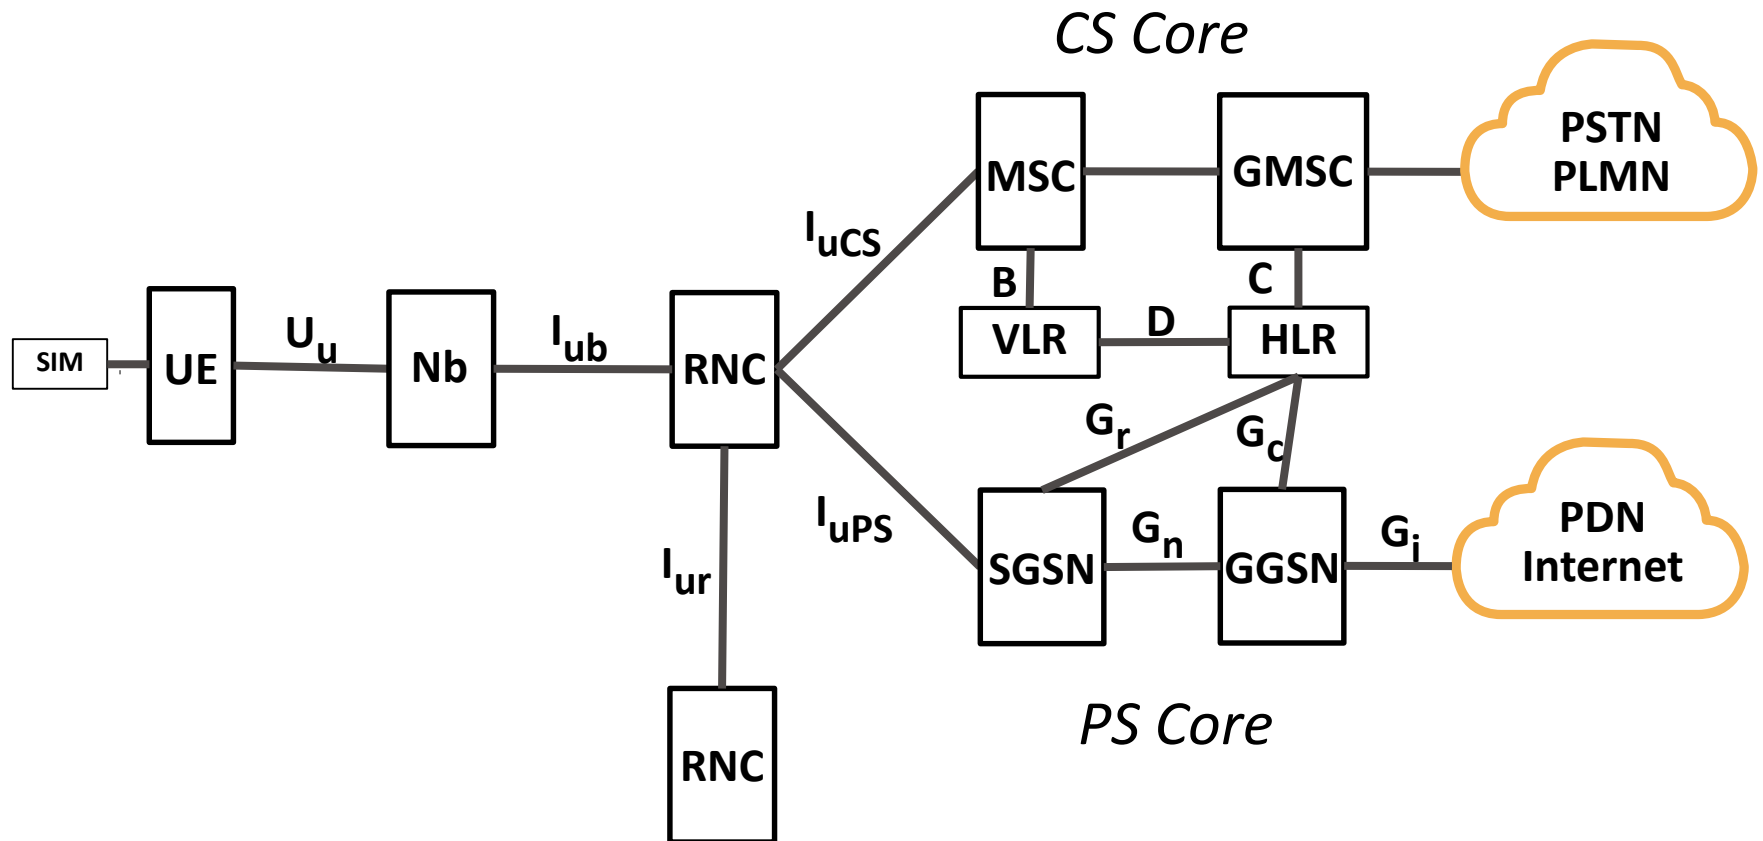 CS Core
PSTN
PLMN
MSC
GMSC
IuCS
B
C
VLR
D
HLR
SIM
UE
Uu
Nb
Iub
RNC
Gr
Gc
IuPS
SGSN
Gn
GGSN
Gi
PDN
Internet
Iur
PS Core
RNC